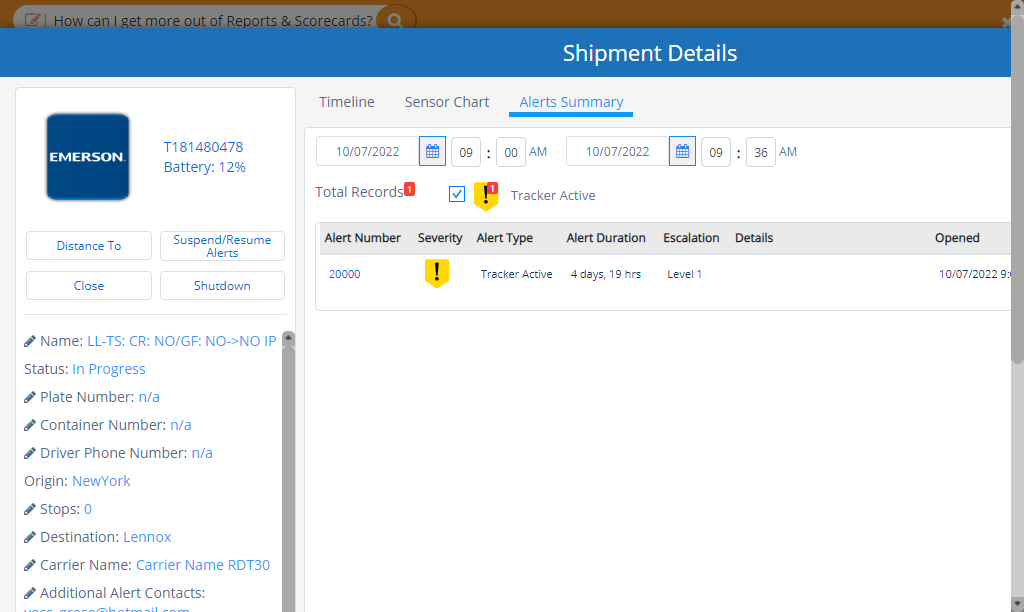 How can I get more out of Reports & Scorecards?
Shipment Details
EMERSON.
T181480478
Battery: 12%
Distance To
Suspend/Resume
Alerts
Close
Shutdown
Name: LL-TS: CR: NO/GF: NO->NO IP
Status: In Progress
Plate Number: n/a
Container Number: n/a
Driver Phone Number: n/a
Origin: NewYork
Stops: 0
Destination: Lennox
Carrier Name: Carrier Name RDT30
Additional Alert Contacts:
Timeline Sensor Chart Alerts Summary
10/07/2022 09 : 00 AM 10/07/2022 09 : 36 AM
Total Records 1 ! 1 Tracker Active
Alert Number Severity Alert Type Alert Duration Escalation Details Opened
20000 ! Tracker Active 4 days, 19 hrs Level 1 10/07/2022 9: